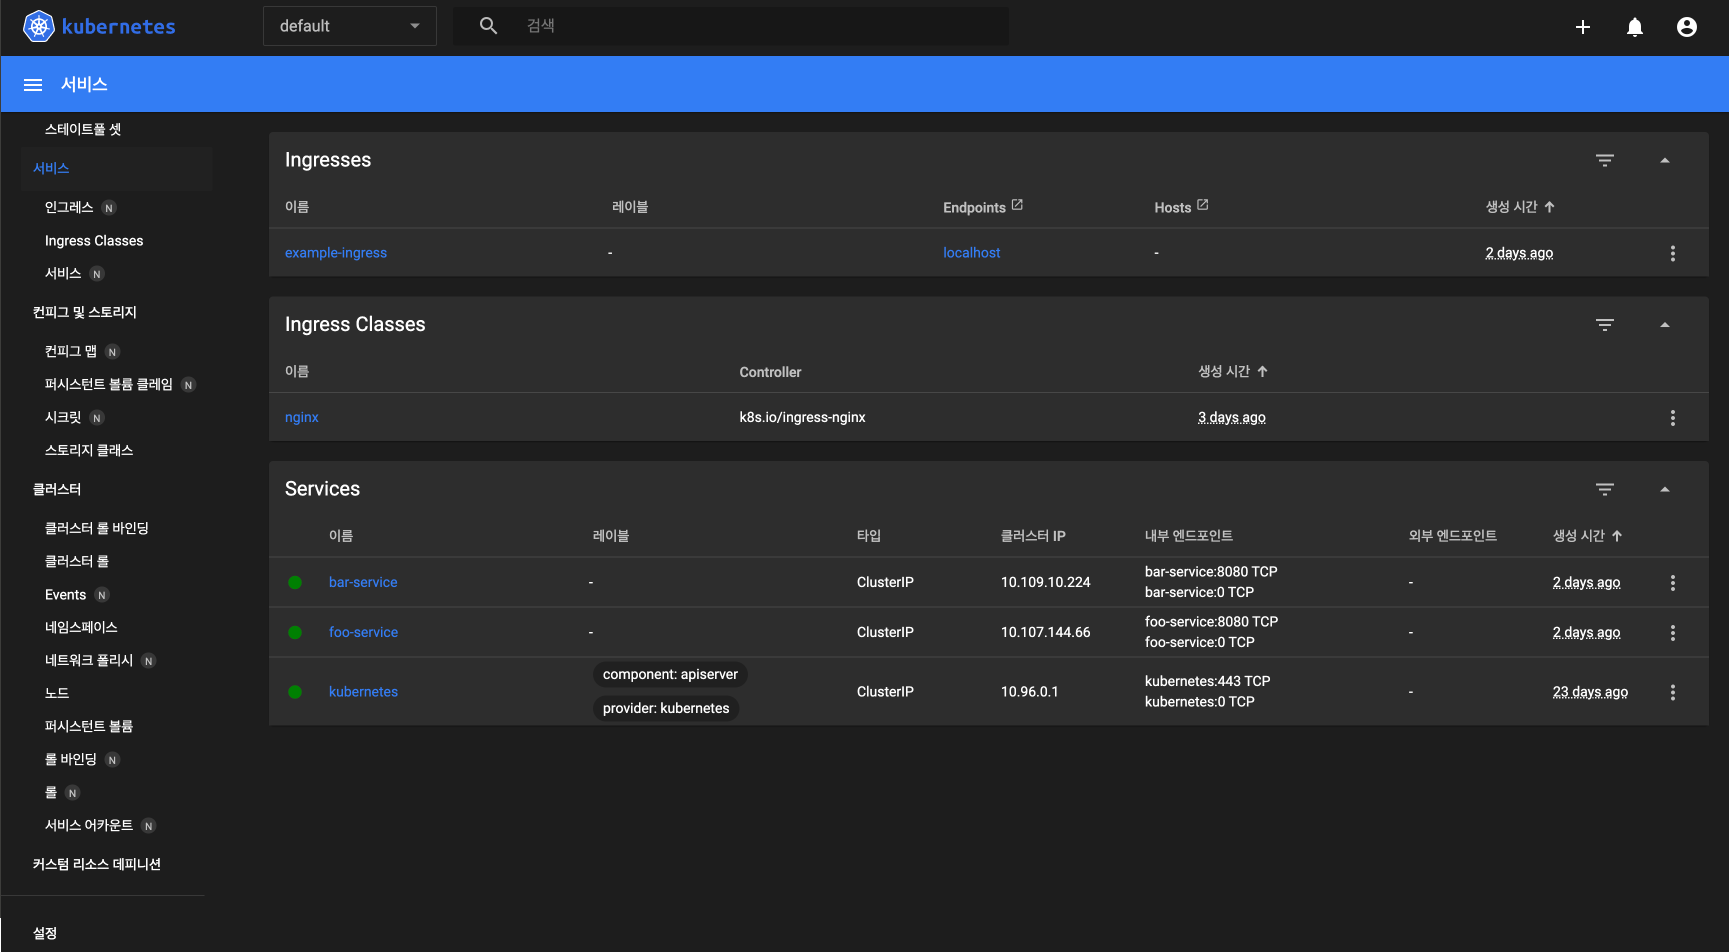 kubernetes
default
검색
서비스
스테이트풀 셋
서비스
인그레스 N
Ingress Classes
서비스 N
컨피그 및 스토리지
컨피그 맵 N
퍼시스턴트 볼륨 클레임 N
시크릿 N
스토리지 클래스
클러스터
클러스터 롤 바인딩
클러스터 롤
Events N
네임스페이스
네트워크 폴리시 N
노드
퍼시스턴트 볼륨
롤 바인딩 N
롤 N
서비스 어카운트 N
커스텀 리소스 데피니션
설정
Ingresses
이름 레이블 Endpoints Hosts 생성 시간
example-ingress - localhost - 2 days ago
Ingress Classes
이름 Controller 생성 시간
nginx k8s.io/ingress-nginx 3 days ago
Services
이름 레이블 타입 클러스터 IP 내부 엔드포인트 외부 엔드포인트 생성 시간
bar-service - ClusterIP 10.109.10.224 bar-service:8080 TCP - 2 days ago
bar-service:0 TCP
foo-service - ClusterIP 10.107.144.66 foo-service:8080 TCP - 2 days ago
foo-service:0 TCP
kubernetes component: apiserver ClusterIP 10.96.0.1 kubernetes:443 TCP - 23 days ago
provider: kubernetes kubernetes:0 TCP